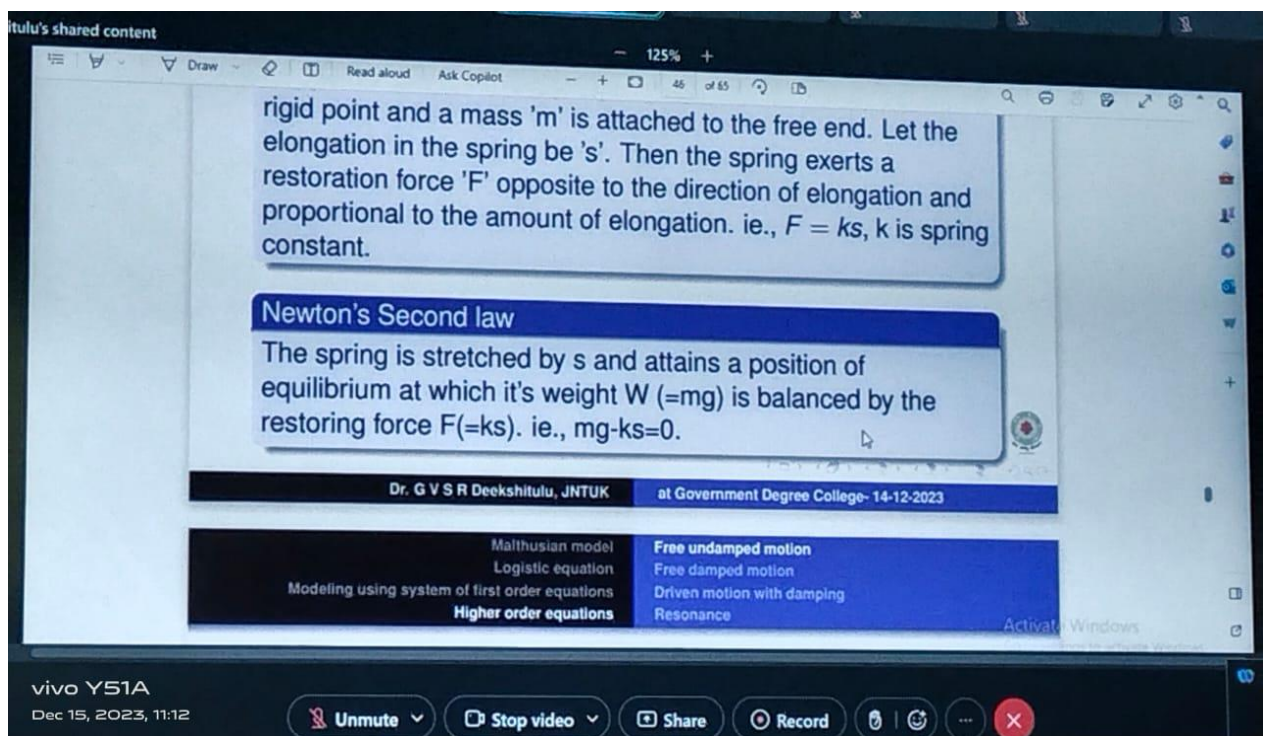 itulu's shared content
125%
Draw
Read aloud
Ask Copilot
46 of 65
rigid point and a mass 'm' is attached to the free end. Let the
elongation in the spring be 's'. Then the spring exerts a
restoration force 'F' opposite to the direction of elongation and
proportional to the amount of elongation. ie., F = ks, k is spring
constant.
Newton's Second law
The spring is stretched by s and attains a position of
equilibrium at which it's weight W (=mg) is balanced by the
restoring force F(=ks). ie., mg-ks=0.
Dr. G V S R Deekshitulu, JNTUK at Government Degree College- 14-12-2023
Malthusian model Free undamped motion
Logistic equation Free damped motion
Modeling using system of first order equations Driven motion with damping
Higher order equations Resonance
Activate Windows
vivo Y51A
Dec 15, 2023, 11:12
Unmute
Stop video
Share
Record